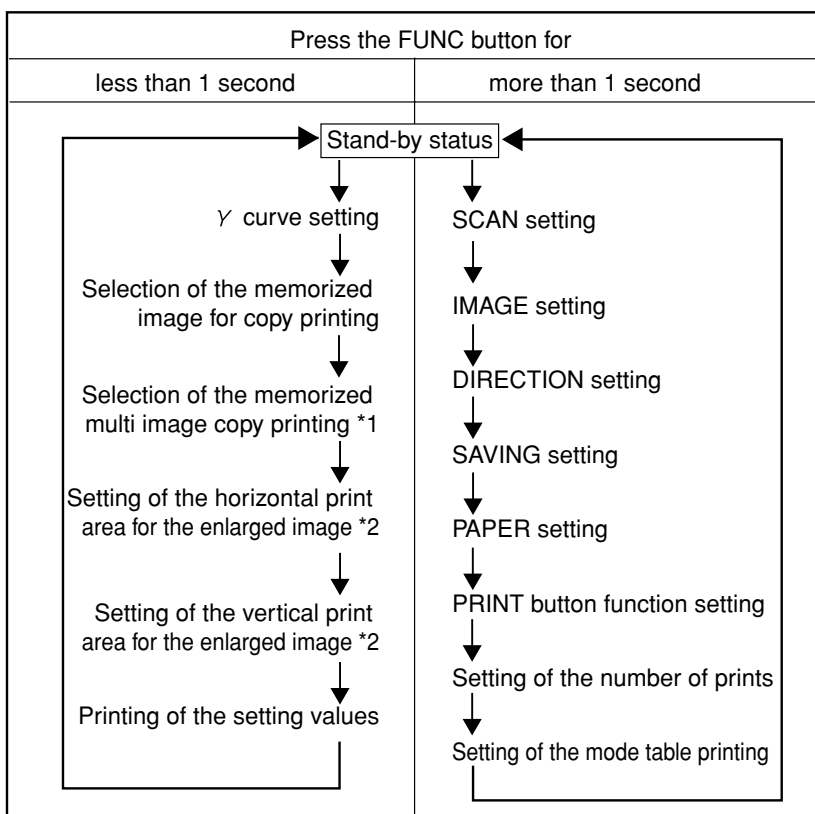 Press the FUNC button for
less than 1 second
more than 1 second
Stand-by status
γ curve setting
Selection of the memorized
image for copy printing
Selection of the memorized
multi image copy printing *1
Setting of the horizontal print
area for the enlarged image *2
Setting of the vertical print
area for the enlarged image *2
Printing of the setting values
SCAN setting
IMAGE setting
DIRECTION setting
SAVING setting
PAPER setting
PRINT button function setting
Setting of the number of prints
Setting of the mode table printing